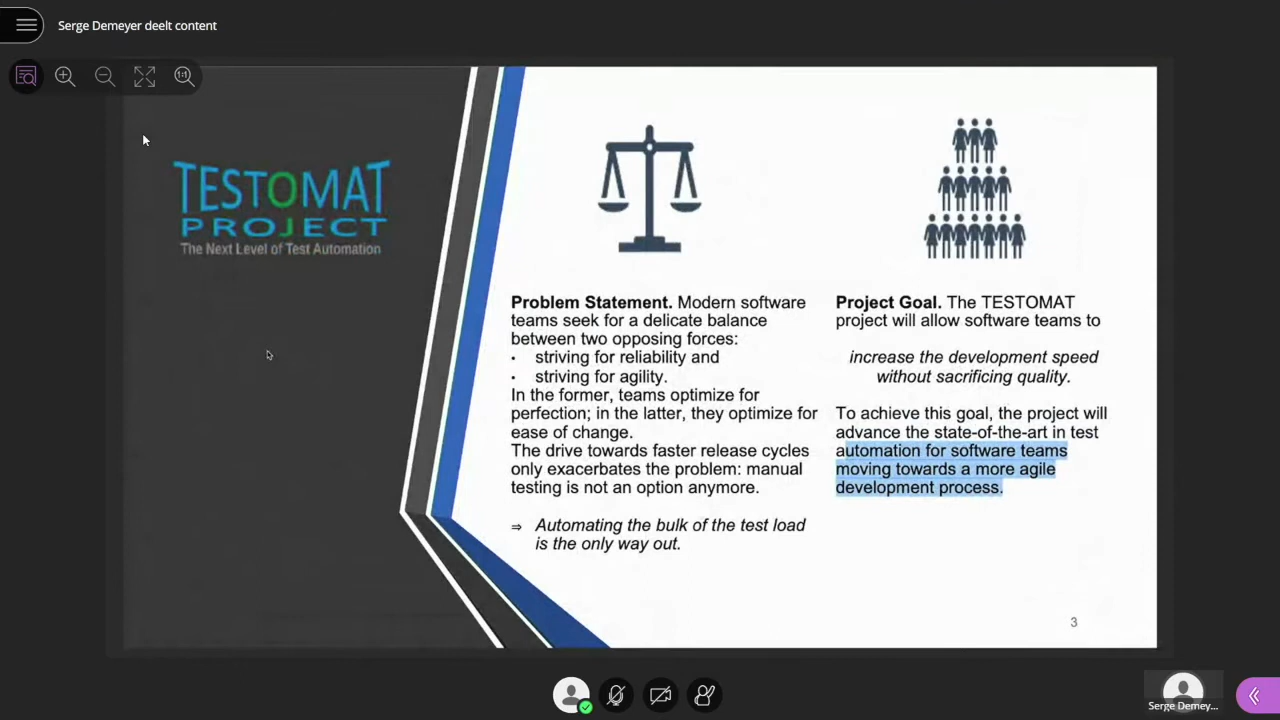 Serge Demeyer deelt content
1:1
TESTOMAT
PROJECT
The Next Level of Test Automation
Problem Statement. Modern software
teams seek for a delicate balance
between two opposing forces:
• striving for reliability and
• striving for agility.
In the former, teams optimize for
perfection; in the latter, they optimize for
ease of change.
The drive towards faster release cycles
only exacerbates the problem: manual
testing is not an option anymore.
⇒ Automating the bulk of the test load
is the only way out.
Project Goal. The TESTOMAT
project will allow software teams to
increase the development speed
without sacrificing quality.
To achieve this goal, the project will
advance the state-of-the-art in test
automation for software teams
moving towards a more agile
development process.
3
Serge Demey...